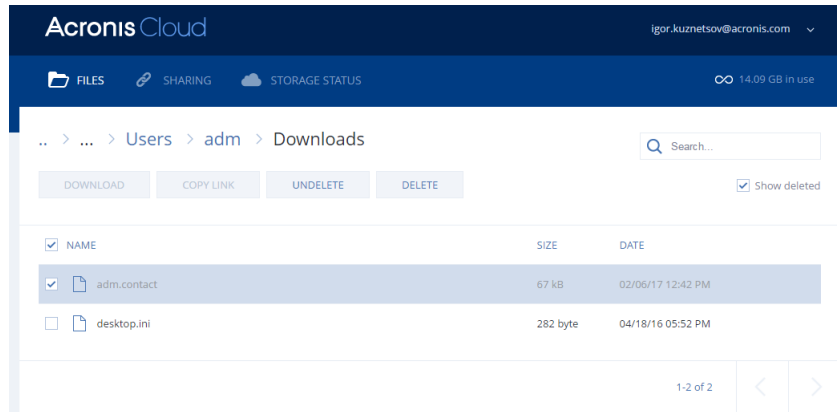 Acronis Cloud
igor.kuznetsov@acronis.com
FILES SHARING STORAGE STATUS 14.09 GB in use
.. > ... > Users > adm > Downloads
Search...
DOWNLOAD COPY LINK UNDELETE DELETE
Show deleted
NAME SIZE DATE
adm.contact 67 kB 02/06/17 12:42 PM
desktop.ini 282 byte 04/18/16 05:52 PM
1-2 of 2